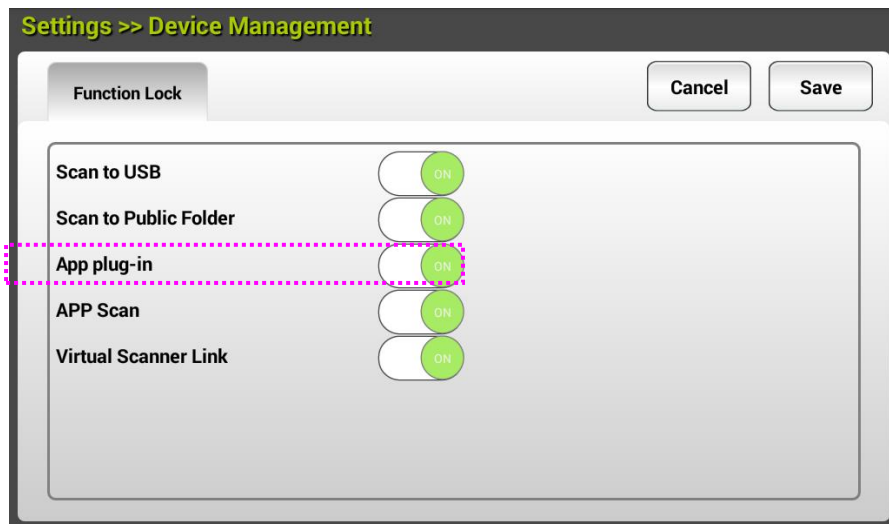 Settings >> Device Management
Function Lock
Cancel
Save
Scan to USB
ON
Scan to Public Folder
ON
App plug-in
ON
APP Scan
ON
Virtual Scanner Link
ON